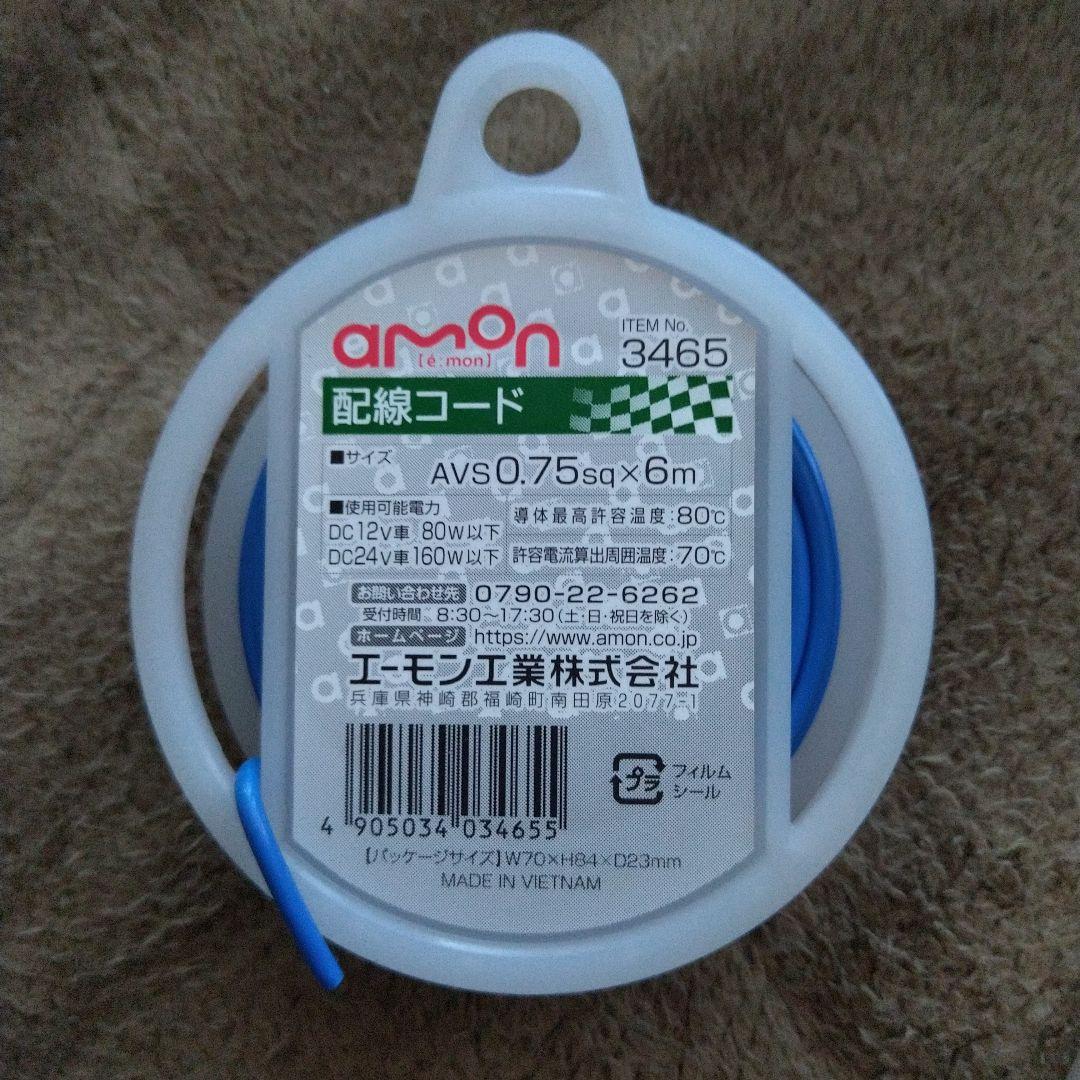 amon
[é:mon]
ITEM No.
3465
配線コード
■サイズ
AVS 0.75sq×6m
■使用可能電力
DC12V車 80W以下
DC24V車 160W以下
導体最高許容温度:80℃
許容電流算出周囲温度:70℃
お問い合わせ先 0790-22-6262
受付時間 8:30～17:30(土・日・祝日を除く)
ホームページ https://www.amon.co.jp
エーモン工業株式会社
兵庫県神崎郡福崎町南田原2077-1
4 905034 034655
プラ
フィルム
シール
【パッケージサイズ】W70×H84×D23mm
MADE IN VIETNAM